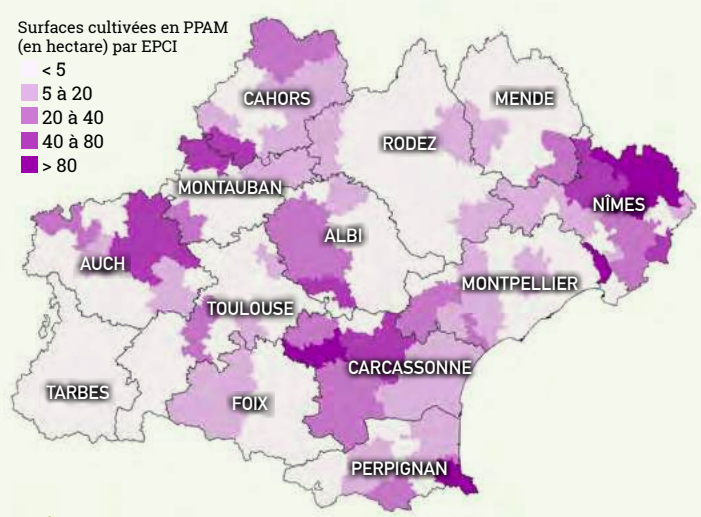 Surfaces cultivées en PPAM
(en hectare) par EPCI
< 5
5 à 20
20 à 40
40 à 80
> 80
CAHORS
MENDE
RODEZ
MONTAUBAN
NÎMES
ALBI
AUCH
MONTPELLIER
TOULOUSE
CARCASSONNE
TARBES
FOIX
PERPIGNAN